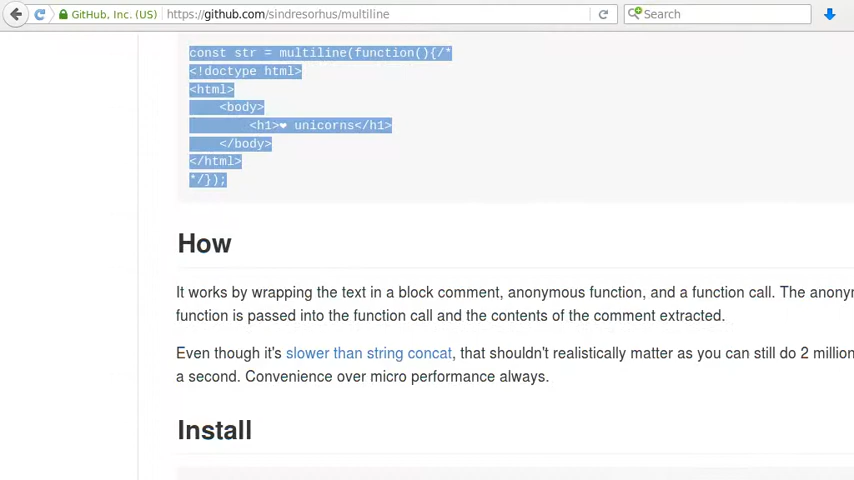 GitHub, Inc. (US) https://github.com/sindresorhus/multiline Search
const str = multiline(function(){/*
<!doctype html>
<html>
<body>
<h1>❤ unicorns</h1>
</body>
</html>
*/});
How
It works by wrapping the text in a block comment, anonymous function, and a function call. The anony
function is passed into the function call and the contents of the comment extracted.
Even though it's slower than string concat, that shouldn't realistically matter as you can still do 2 million
a second. Convenience over micro performance always.
Install